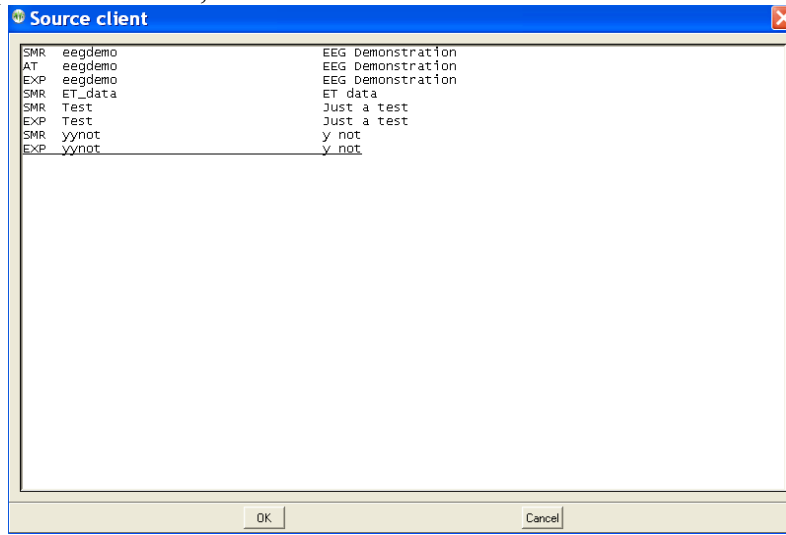 Source client
SMR eegdemo EEG Demonstration
AT eegdemo EEG Demonstration
EXP eegdemo EEG Demonstration
SMR ET_data ET data
SMR Test Just a test
EXP Test Just a test
SMR yynot y not
EXP yynot y not
OK Cancel